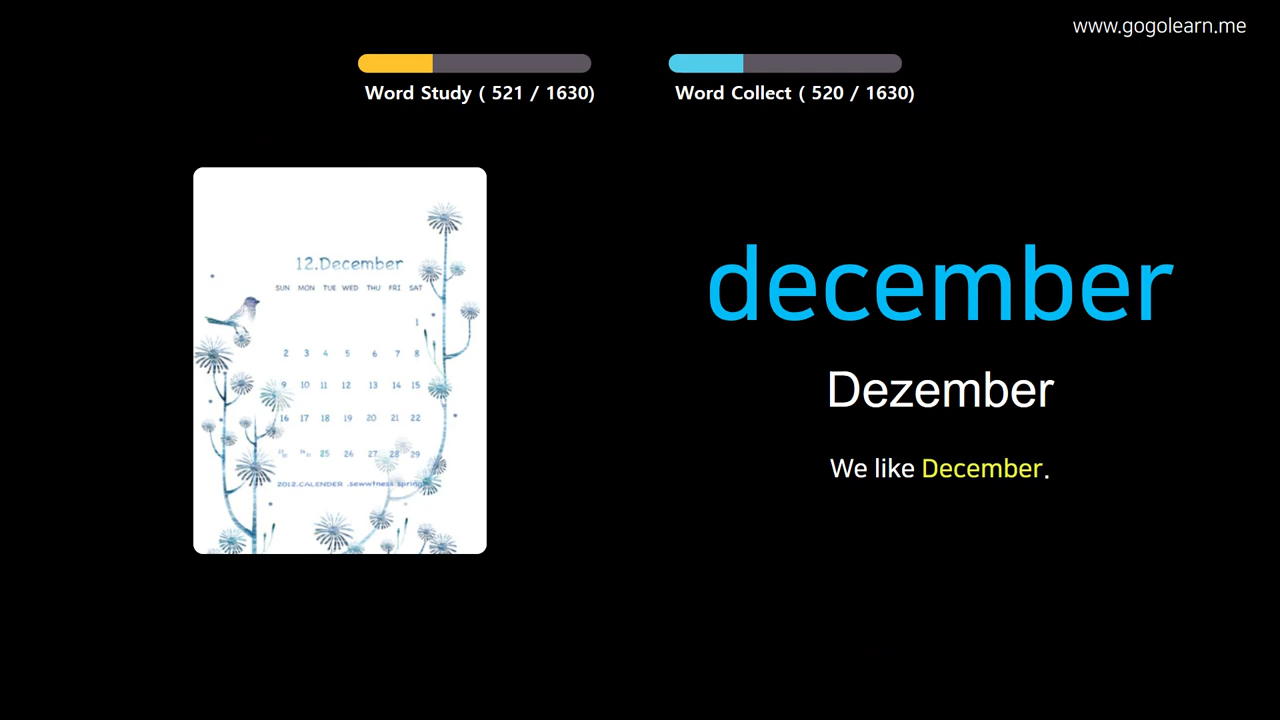 www.gogolearn.me
Word Study ( 521 / 1630)
Word Collect ( 520 / 1630)
12.December
SUN MON TUE WED THU FRI SAT
1
2 3 4 5 6 7 8
9 10 11 12 13 14 15
16 17 18 19 20 21 22
25 26 27 28 29
2012.CALENDER
december
Dezember
We like December.